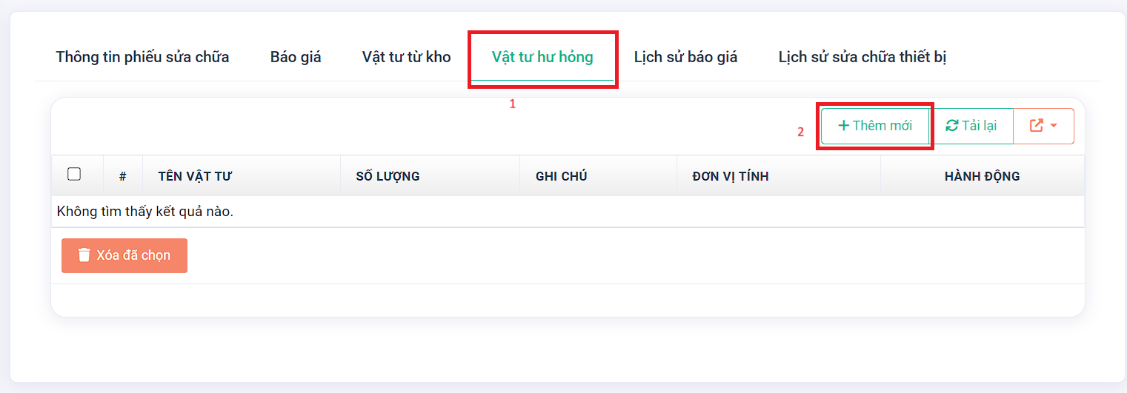 Thông tin phiếu sửa chữa Báo giá Vật tư từ kho Vật tư hư hỏng Lịch sử báo giá Lịch sử sửa chữa thiết bị
1
2 + Thêm mới Tải lại
# TÊN VẬT TƯ SỐ LƯỢNG GHI CHÚ ĐƠN VỊ TÍNH HÀNH ĐỘNG
Không tìm thấy kết quả nào.
Xóa đã chọn